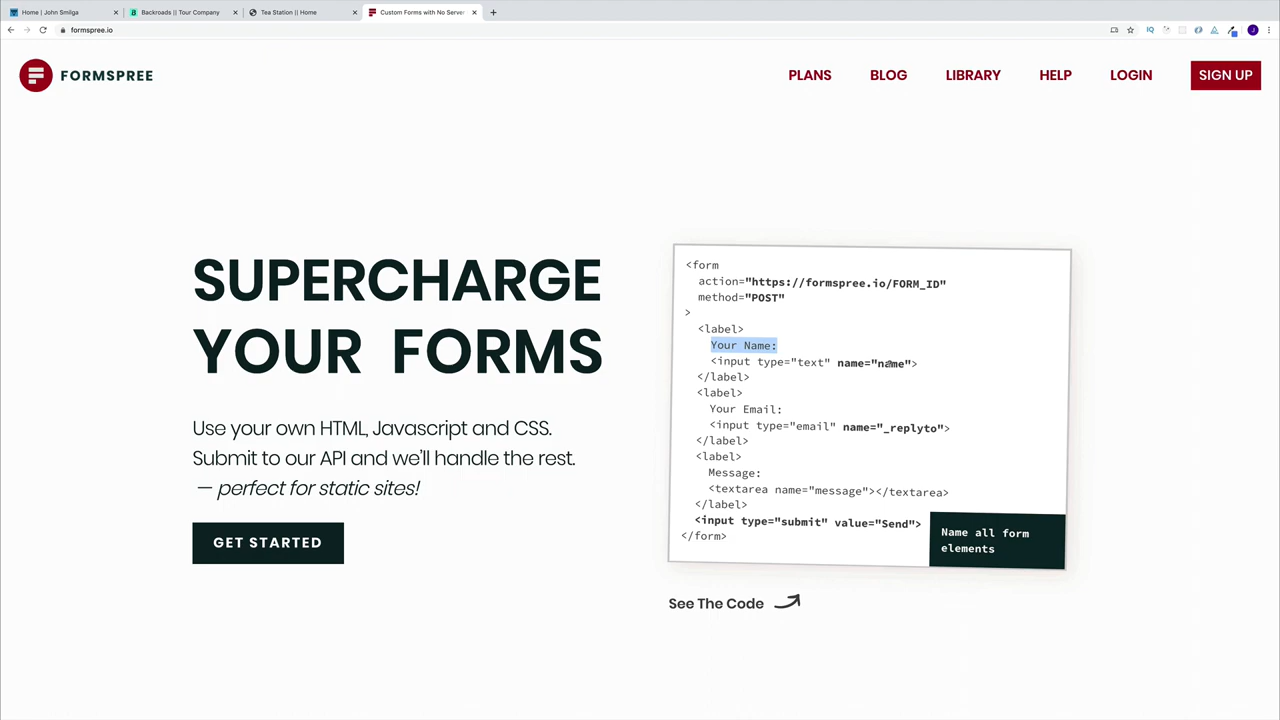 Home | John Smilga
Backroads || Tour Company
Tea Station || Home
Custom Forms with No Serve
formspree.io
FORMSPREE
PLANS
BLOG
LIBRARY
HELP
LOGIN
SIGN UP
SUPERCHARGE
YOUR FORMS
Use your own HTML, Javascript and CSS.
Submit to our API and we'll handle the rest.
— perfect for static sites!
GET STARTED
<form
action="https://formspree.io/FORM_ID"
method="POST"
>
<label>
Your Name:
<input type="text" name="name">
</label>
<label>
Your Email:
<input type="email" name="_replyto">
</label>
<label>
Message:
<textarea name="message"></textarea>
</label>
<input type="submit" value="Send">
</form>
Name all form
elements
See The Code